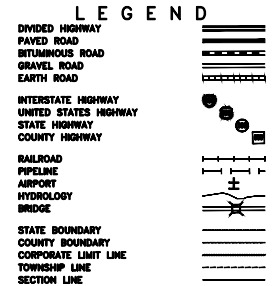 LEGEND
DIVIDED HIGHWAY
PAVED ROAD
BITUMINOUS ROAD
GRAVEL ROAD
EARTH ROAD
INTERSTATE HIGHWAY
UNITED STATES HIGHWAY
STATE HIGHWAY
COUNTY HIGHWAY
RAILROAD
PIPELINE
AIRPORT
HYDROLOGY
BRIDGE
STATE BOUNDARY
COUNTY BOUNDARY
CORPORATE LIMIT LINE
TOWNSHIP LINE
SECTION LINE